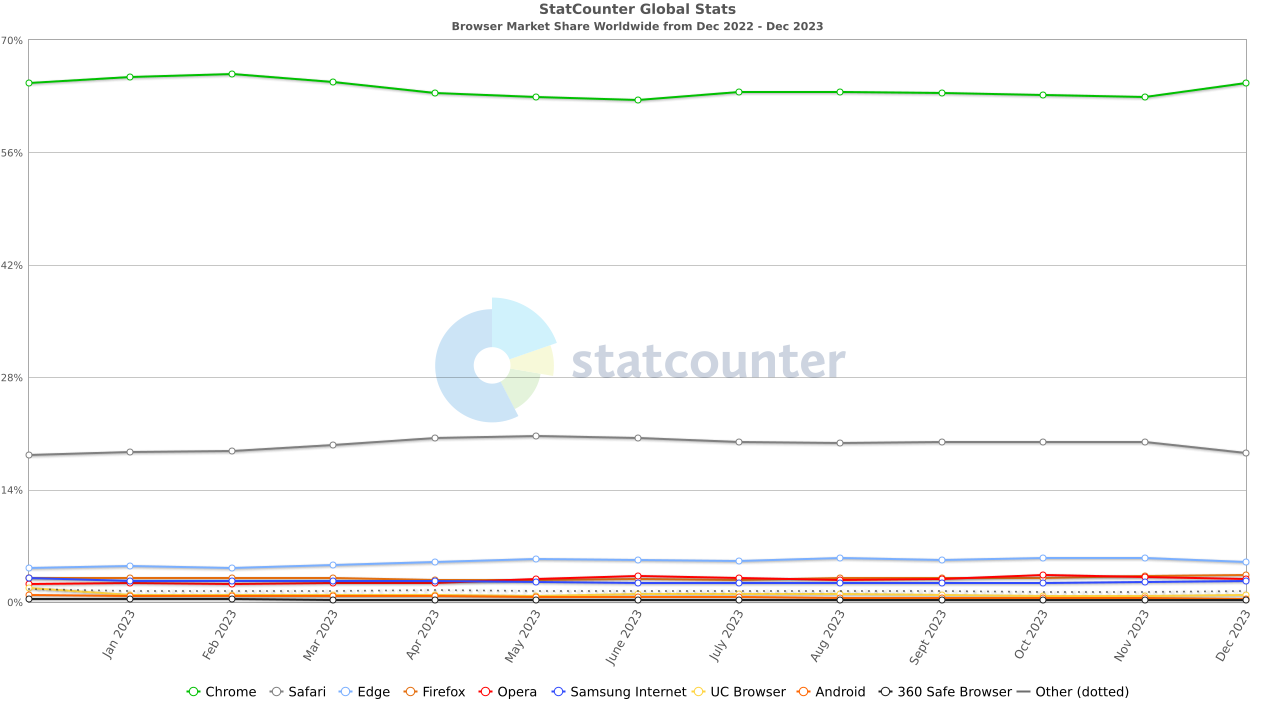 StatCounter Global Stats
Browser Market Share Worldwide from Dec 2022 - Dec 2023
70%
56%
42%
28%
14%
0%
statcounter
Jan 2023
Feb 2023
Mar 2023
Apr 2023
May 2023
June 2023
July 2023
Aug 2023
Sept 2023
Oct 2023
Nov 2023
Dec 2023
Chrome Safari Edge Firefox Opera Samsung Internet UC Browser Android 360 Safe Browser Other (dotted)